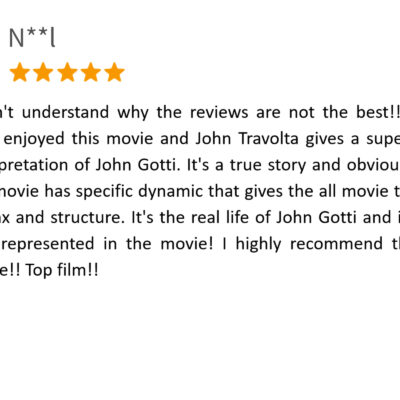 N**l
n't understand why the reviews are not the best!!
enjoyed this movie and John Travolta gives a supe
pretation of John Gotti. It's a true story and obviou
movie has specific dynamic that gives the all movie t
x and structure. It's the real life of John Gotti and i
represented in the movie! I highly recommend t
e!! Top film!!